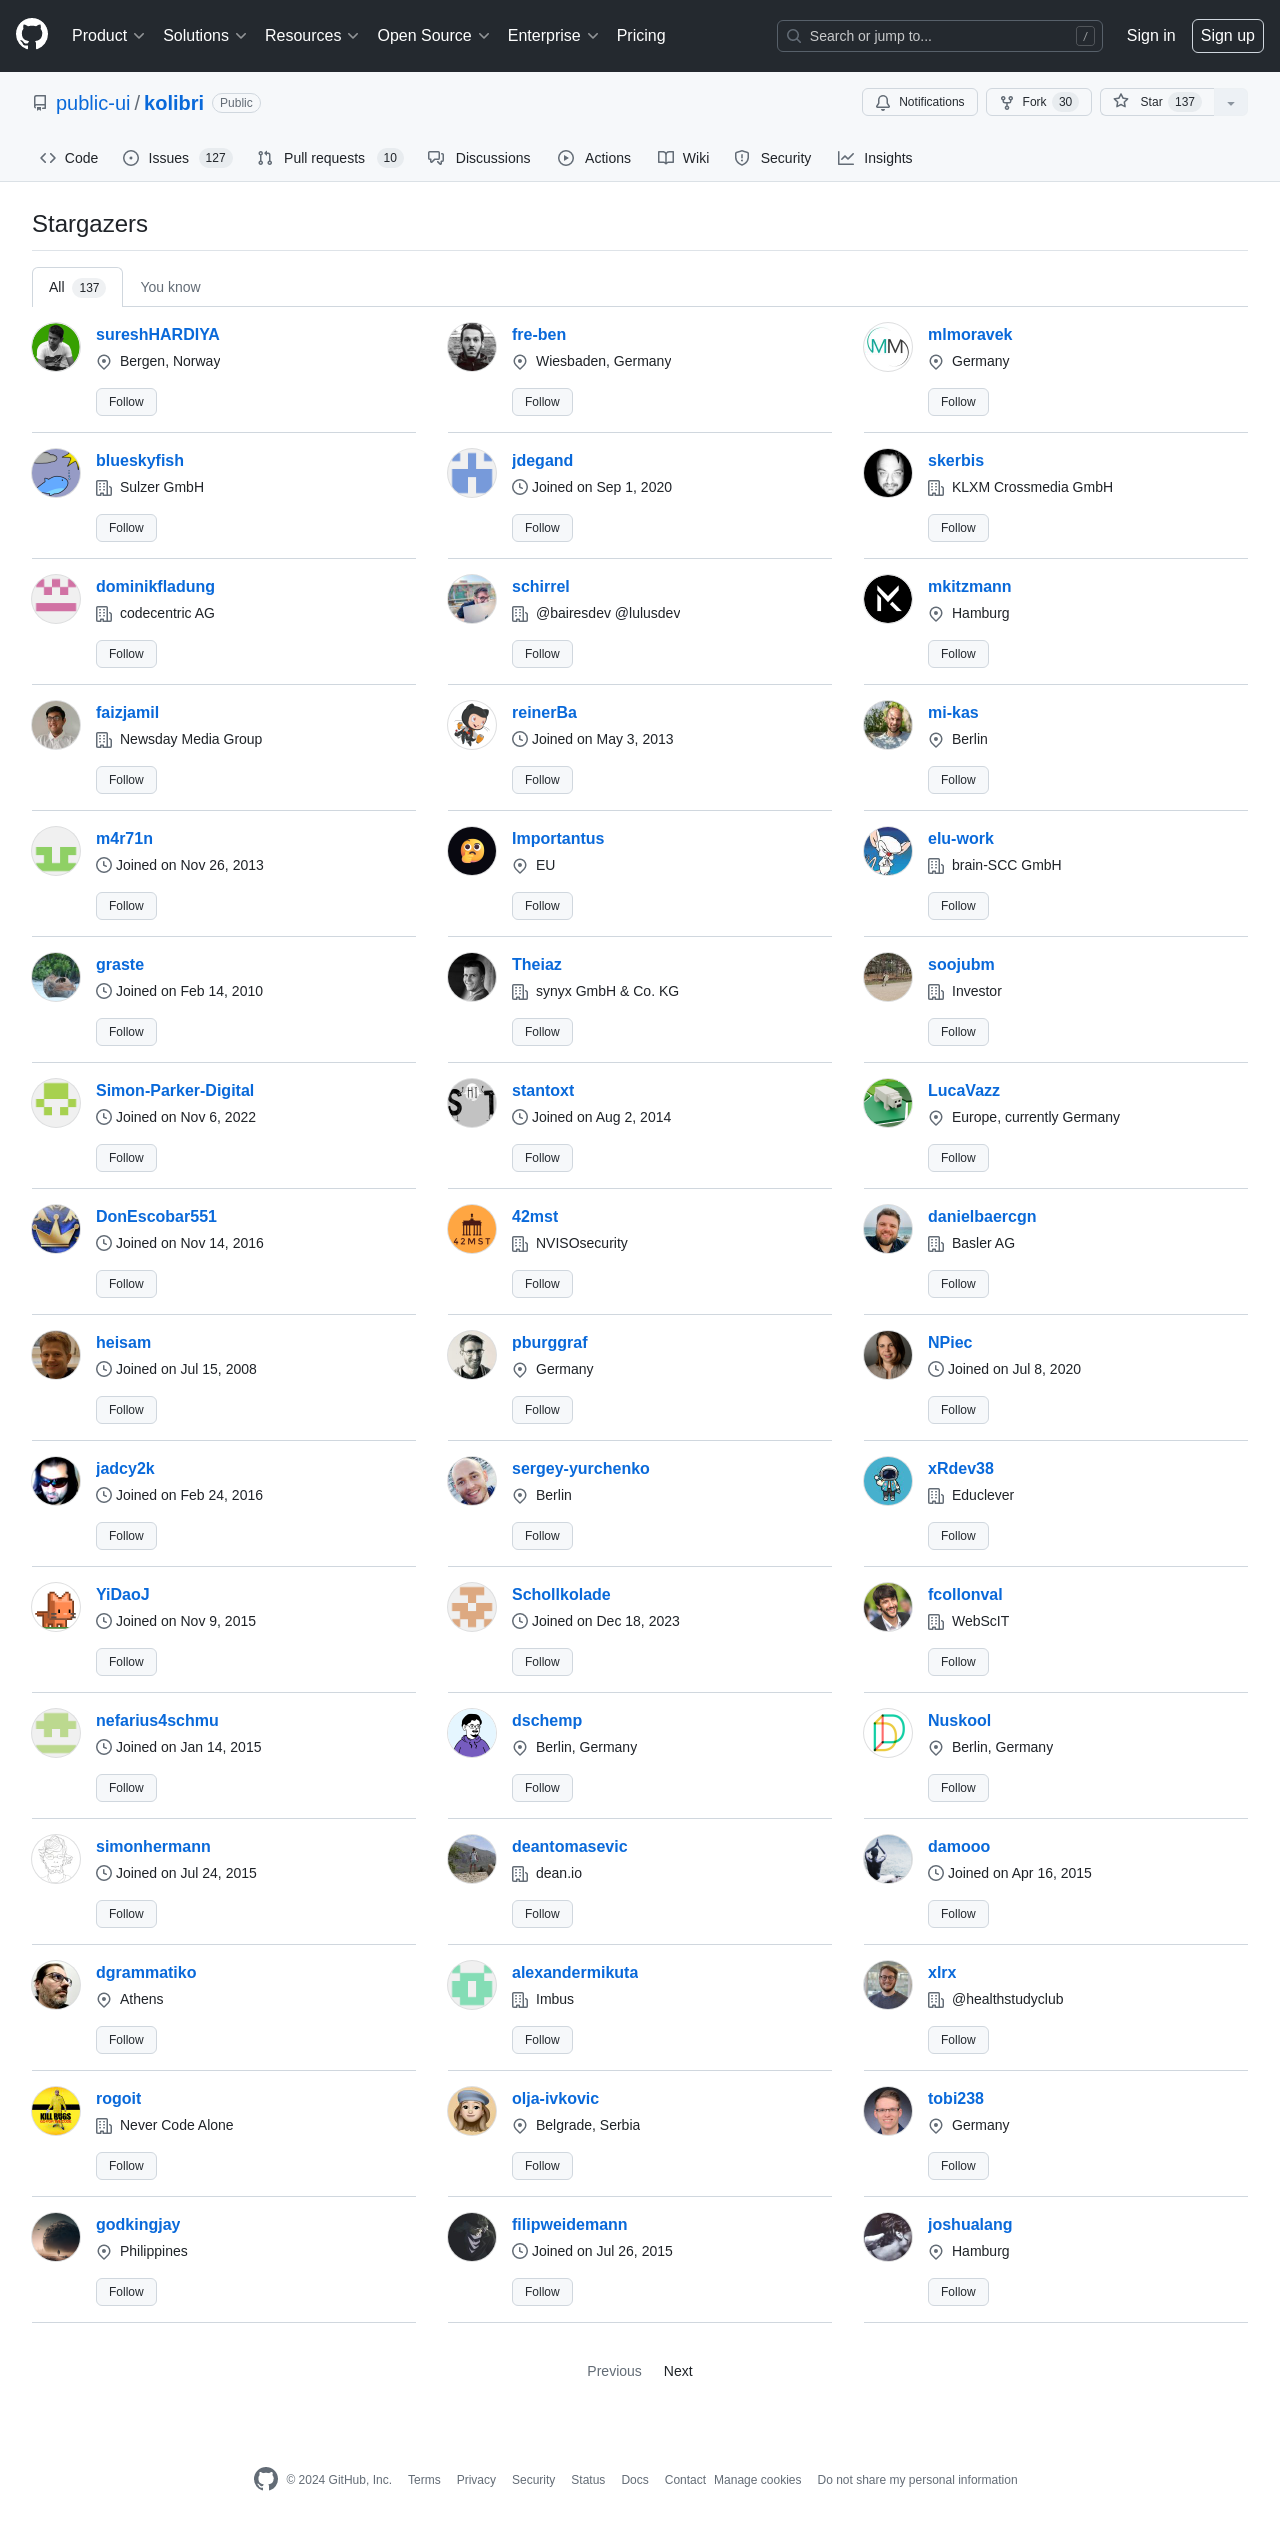 Product Solutions Resources Open Source Enterprise Pricing Search or jump to... / Sign in Sign up
public-ui / kolibri Public Notifications Fork 30 Star 137
Code Issues 127 Pull requests 10 Discussions Actions Wiki Security Insights
Stargazers
All 137 You know
sureshHARDIYA fre-ben mlmoravek
Bergen, Norway Wiesbaden, Germany Germany
Follow Follow Follow
blueskyfish jdegand skerbis
Sulzer GmbH Joined on Sep 1, 2020 KLXM Crossmedia GmbH
Follow Follow Follow
dominikfladung schirrel mkitzmann
codecentric AG @bairesdev @lulusdev Hamburg
Follow Follow Follow
faizjamil reinerBa mi-kas
Newsday Media Group Joined on May 3, 2013 Berlin
Follow Follow Follow
m4r71n Importantus elu-work
Joined on Nov 26, 2013 EU brain-SCC GmbH
Follow Follow Follow
graste Theiaz soojubm
Joined on Feb 14, 2010 synyx GmbH & Co. KG Investor
Follow Follow Follow
Simon-Parker-Digital stantoxt LucaVazz
Joined on Nov 6, 2022 Joined on Aug 2, 2014 Europe, currently Germany
Follow Follow Follow
DonEscobar551 42mst danielbaercgn
Joined on Nov 14, 2016 NVISOsecurity Basler AG
Follow Follow Follow
heisam pburggraf NPiec
Joined on Jul 15, 2008 Germany Joined on Jul 8, 2020
Follow Follow Follow
jadcy2k sergey-yurchenko xRdev38
Joined on Feb 24, 2016 Berlin Educlever
Follow Follow Follow
YiDaoJ Schollkolade fcollonval
Joined on Nov 9, 2015 Joined on Dec 18, 2023 WebScIT
Follow Follow Follow
nefarius4schmu dschemp Nuskool
Joined on Jan 14, 2015 Berlin, Germany Berlin, Germany
Follow Follow Follow
simonhermann deantomasevic damooo
Joined on Jul 24, 2015 dean.io Joined on Apr 16, 2015
Follow Follow Follow
dgrammatiko alexandermikuta xlrx
Athens Imbus @healthstudyclub
Follow Follow Follow
rogoit olja-ivkovic tobi238
Never Code Alone Belgrade, Serbia Germany
Follow Follow Follow
godkingjay filipweidemann joshualang
Philippines Joined on Jul 26, 2015 Hamburg
Follow Follow Follow
Previous Next
© 2024 GitHub, Inc. Terms Privacy Security Status Docs Contact Manage cookies Do not share my personal information